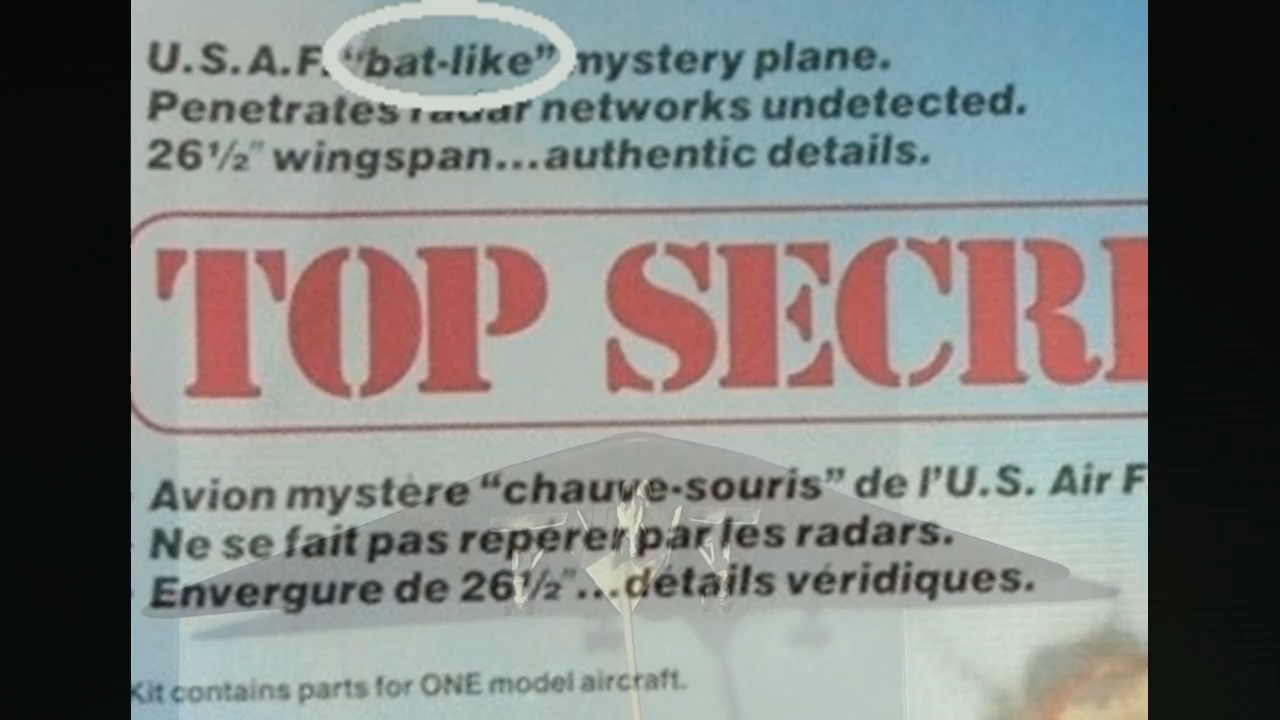 U.S.A.F. “bat-like” mystery plane.
Penetrates radar networks undetected.
26½" wingspan...authentic details.
TOP SECRE
Avion mystère “chauve-souris” de l’U.S. Air F
Ne se fait pas repérer par les radars.
Envergure de 26½"...détails véridiques.
Kit contains parts for ONE model aircraft.